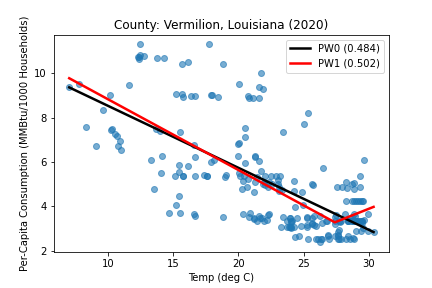 County: Vermilion, Louisiana (2020)
PW0 (0.484)
PW1 (0.502)
Per-Capita Consumption (MMBtu/1000 Households)
10
8
6
4
2
10 15 20 25 30
Temp (deg C)